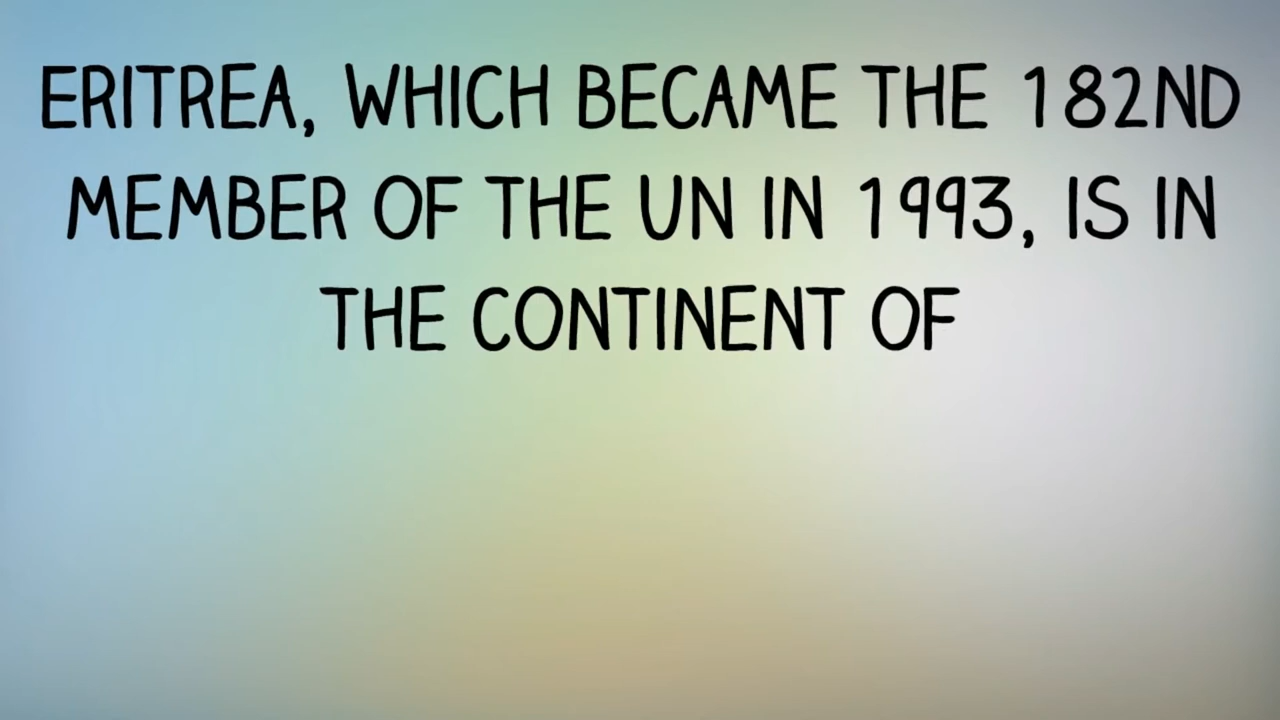 ERITREA, WHICH BECAME THE 182ND
MEMBER OF THE UN IN 1993, IS IN
THE CONTINENT OF